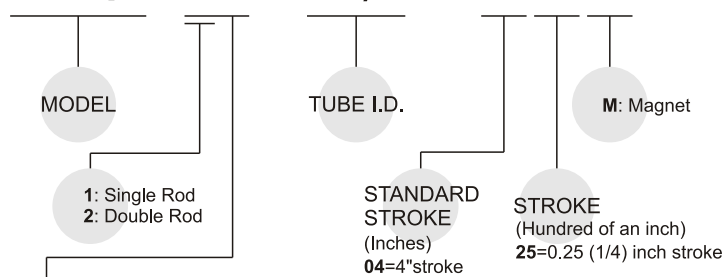 MODEL
TUBE I.D.
M: Magnet
1: Single Rod
2: Double Rod
STANDARD
STROKE
(Inches)
04=4"stroke
STROKE
(Hundred of an inch)
25=0.25 (1/4) inch stroke